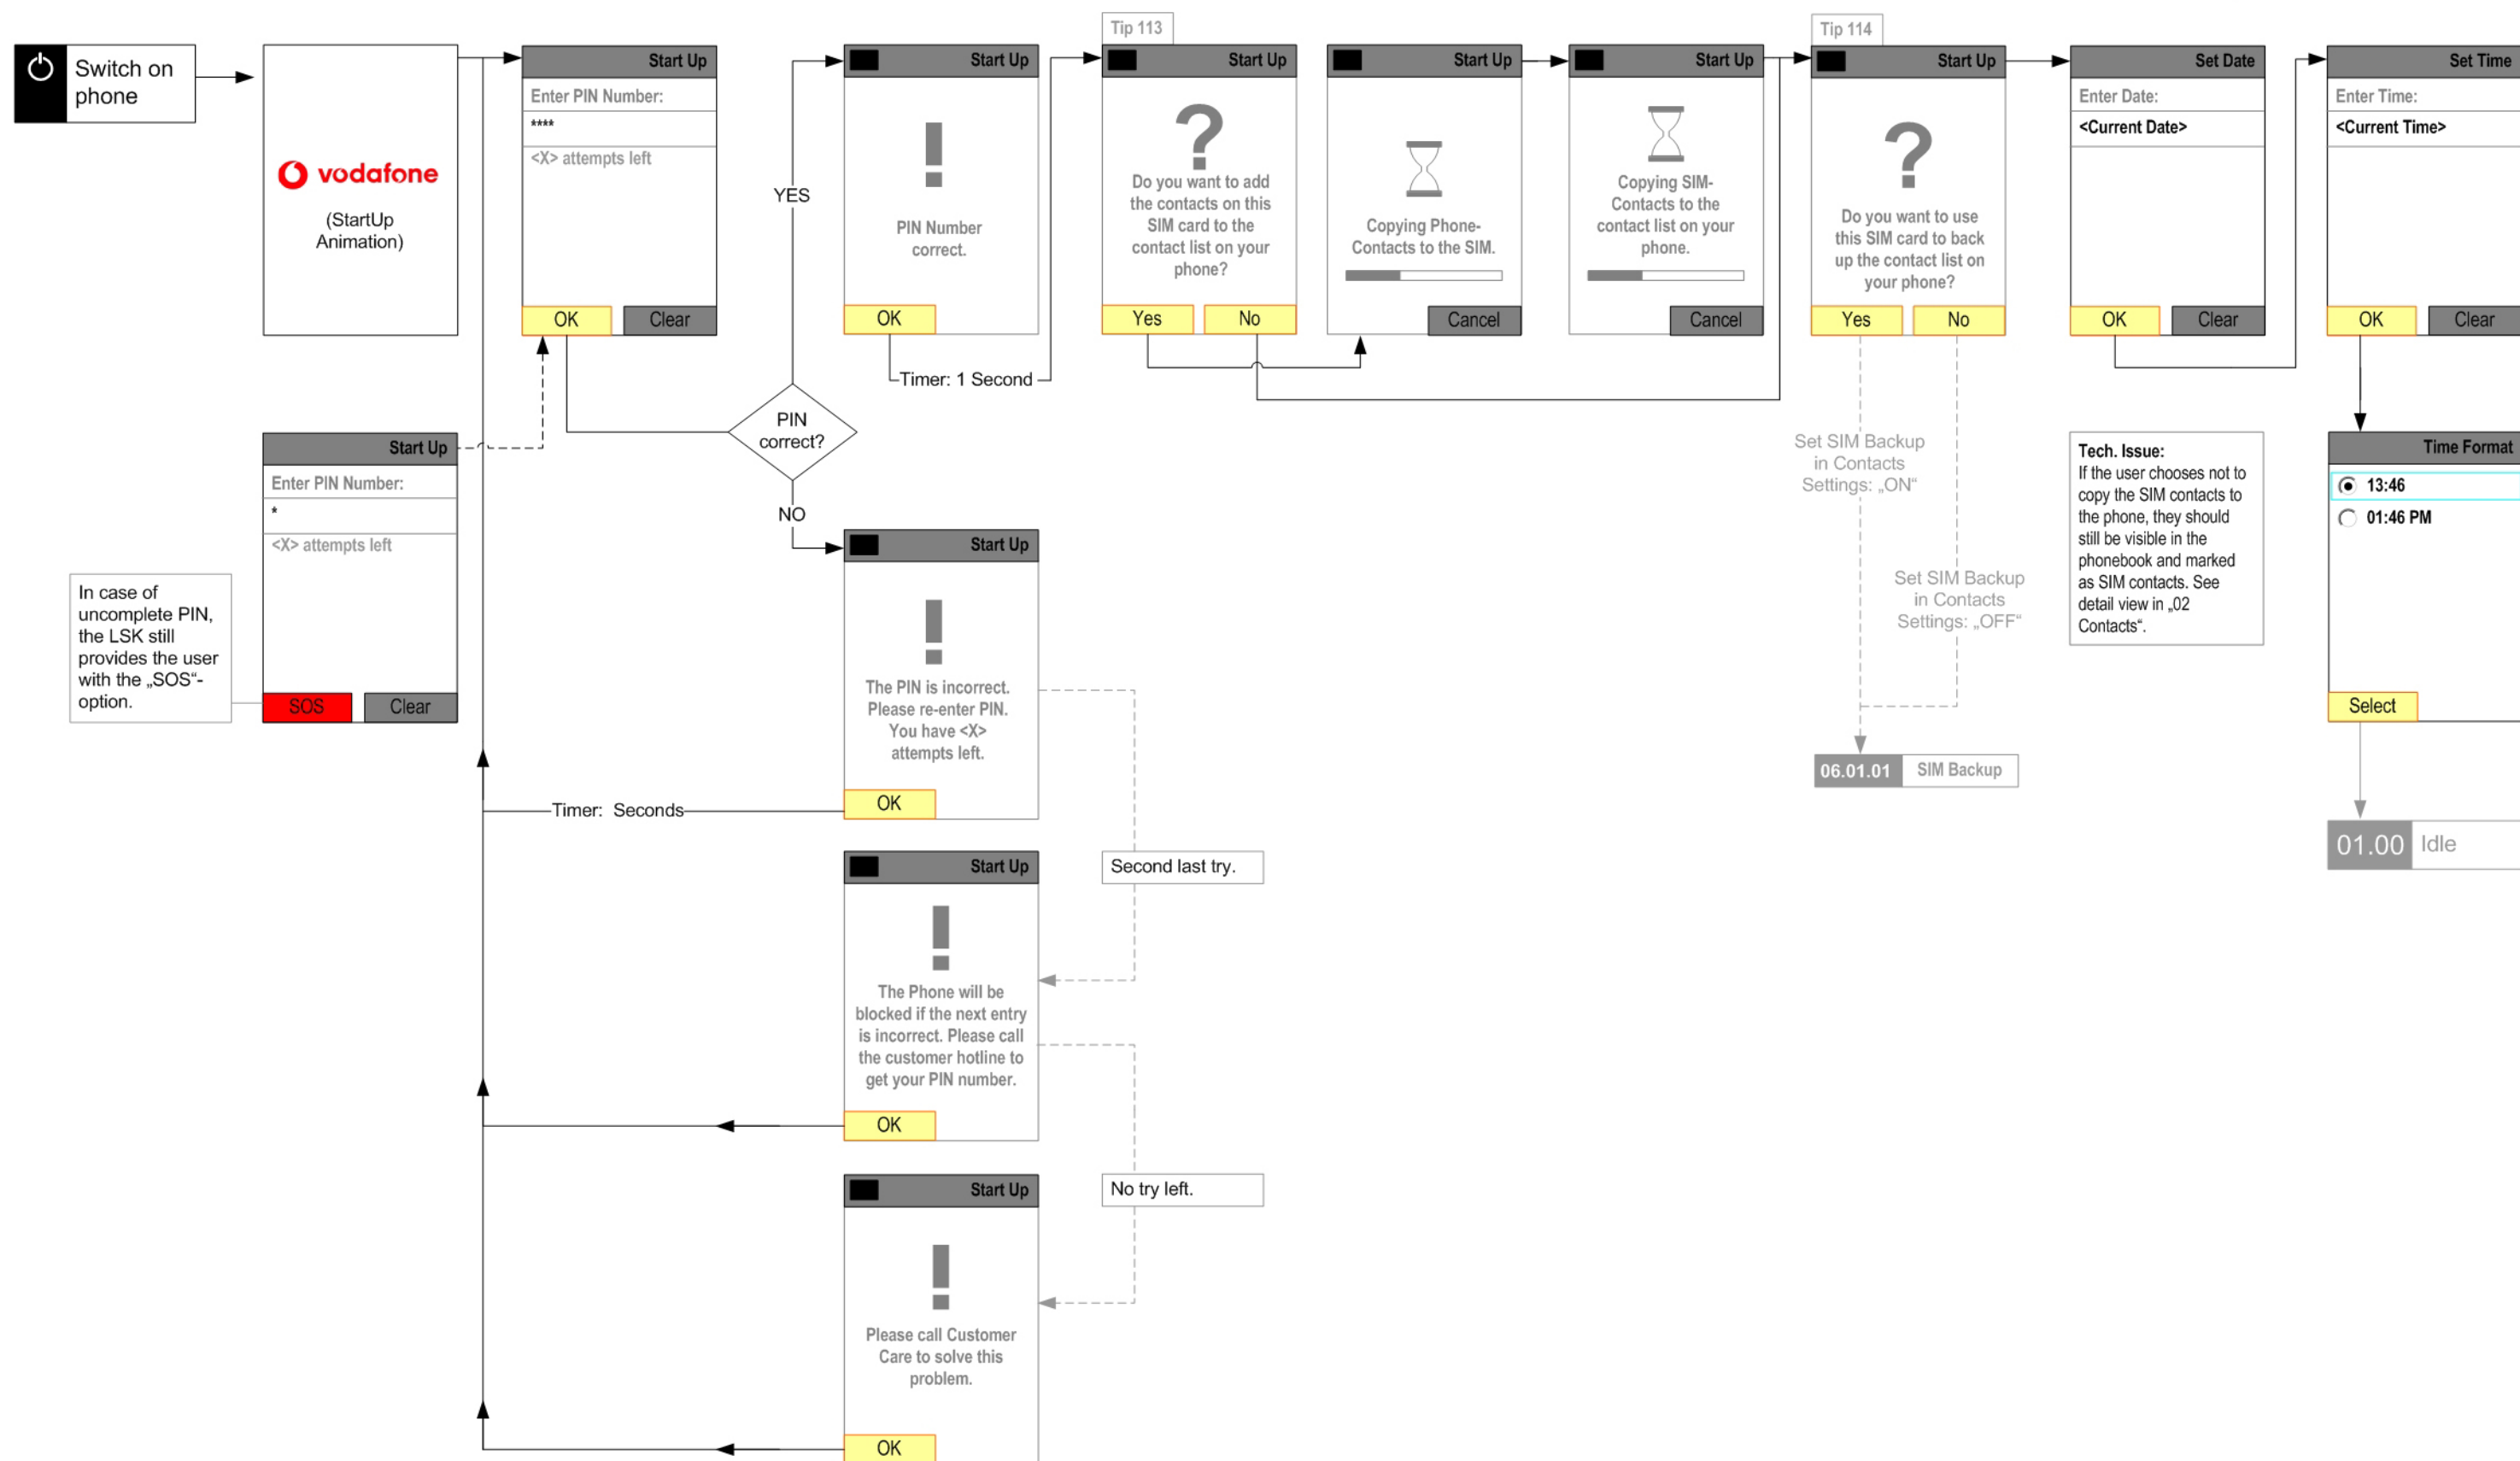 Switch on
phone
vodafone
(StartUp
Animation)
Start Up
Enter PIN Number:
****
<X> attempts left
OK
Clear
Start Up
Enter PIN Number:
*
<X> attempts left
SOS
Clear
In case of
uncomplete PIN,
the LSK still
provides the user
with the „SOS“-
option.
PIN
correct?
YES
NO
Start Up
PIN Number
correct.
OK
Timer: 1 Second
Tip 113
Start Up
?
Do you want to add
the contacts on this
SIM card to the
contact list on your
phone?
Yes
No
Start Up
Copying Phone-
Contacts to the SIM.
Cancel
Start Up
Copying SIM-
Contacts to the
contact list on your
phone.
Cancel
Tip 114
Start Up
?
Do you want to use
this SIM card to back
up the contact list on
your phone?
Yes
No
Set SIM Backup
in Contacts
Settings: „ON“
Set SIM Backup
in Contacts
Settings: „OFF“
06.01.01 SIM Backup
Set Date
Enter Date:
<Current Date>
OK
Clear
Tech. Issue:
If the user chooses not to
copy the SIM contacts to
the phone, they should
still be visible in the
phonebook and marked
as SIM contacts. See
detail view in „02
Contacts“.
Set Time
Enter Time:
<Current Time>
OK
Clear
Time Format
13:46
01:46 PM
Select
01.00 Idle
Start Up
!
The PIN is incorrect.
Please re-enter PIN.
You have <X>
attempts left.
OK
Timer: Seconds
Second last try.
Start Up
!
The Phone will be
blocked if the next entry
is incorrect. Please call
the customer hotline to
get your PIN number.
OK
No try left.
Start Up
!
Please call Customer
Care to solve this
problem.
OK